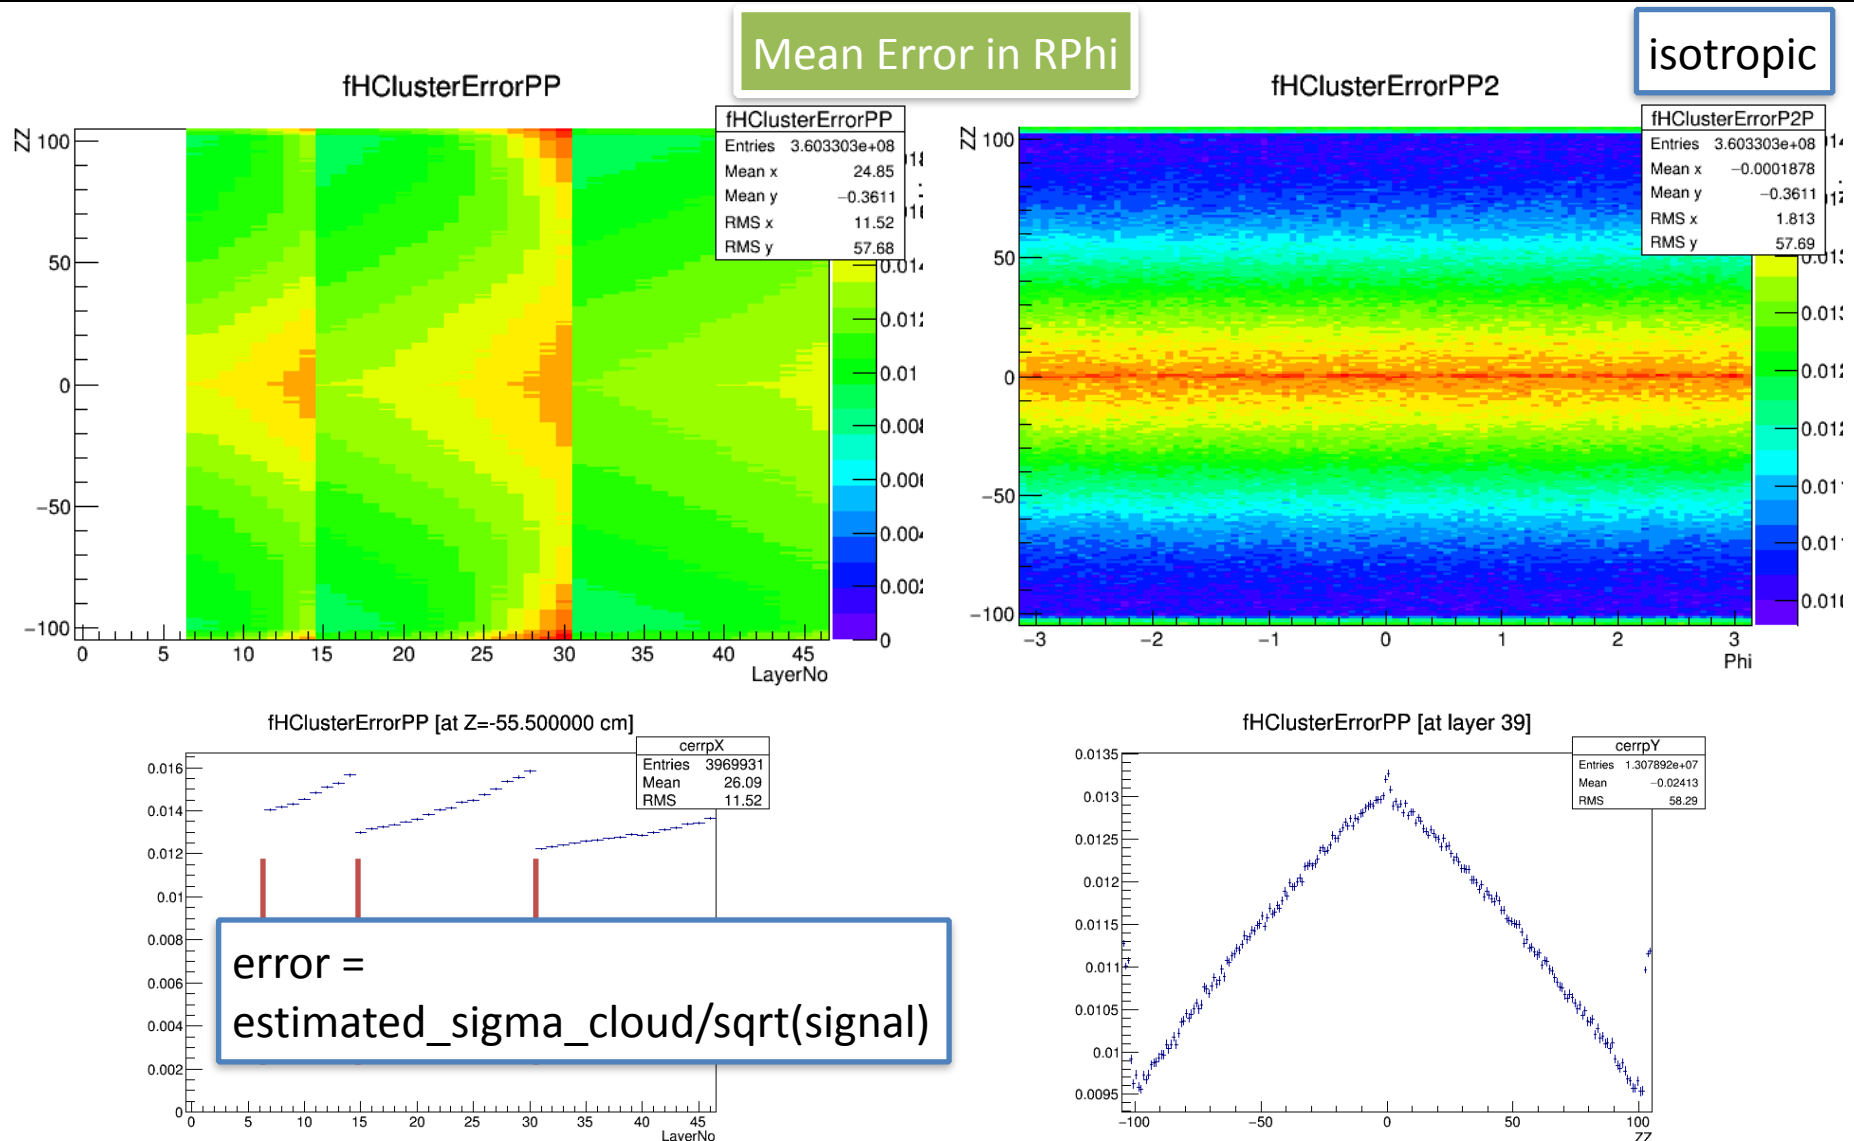 Mean Error in RPhi
isotropic
fHClusterErrorPP
fHClusterErrorPP
Entries 3.603303e+08
Mean x 24.85
Mean y −0.3611
RMS x 11.52
RMS y 57.68
ZZ
100
50
0
−50
−100
0 5 10 15 20 25 30 35 40 45
LayerNo
0.01
0
fHClusterErrorPP2
fHClusterErrorP2P
Entries 3.603303e+08
Mean x −0.0001878
Mean y −0.3611
RMS x 1.813
RMS y 57.69
ZZ
100
50
0
−50
−100
−3 −2 −1 0 1 2 3
Phi
fHClusterErrorPP [at Z=-55.500000 cm]
cerrpX
Entries 3969931
Mean 26.09
RMS 11.52
0.016
0.014
0.012
0.01
0.008
0.006
0.004
0.002
0
0 5 10 15 20 25 30 35 40 45
LayerNo
error =
estimated_sigma_cloud/sqrt(signal)
fHClusterErrorPP [at layer 39]
cerrpY
Entries 1.307892e+07
Mean −0.02413
RMS 58.29
0.0135
0.013
0.0125
0.012
0.0115
0.011
0.0105
0.01
0.0095
−100 −50 0 50 100
ZZ